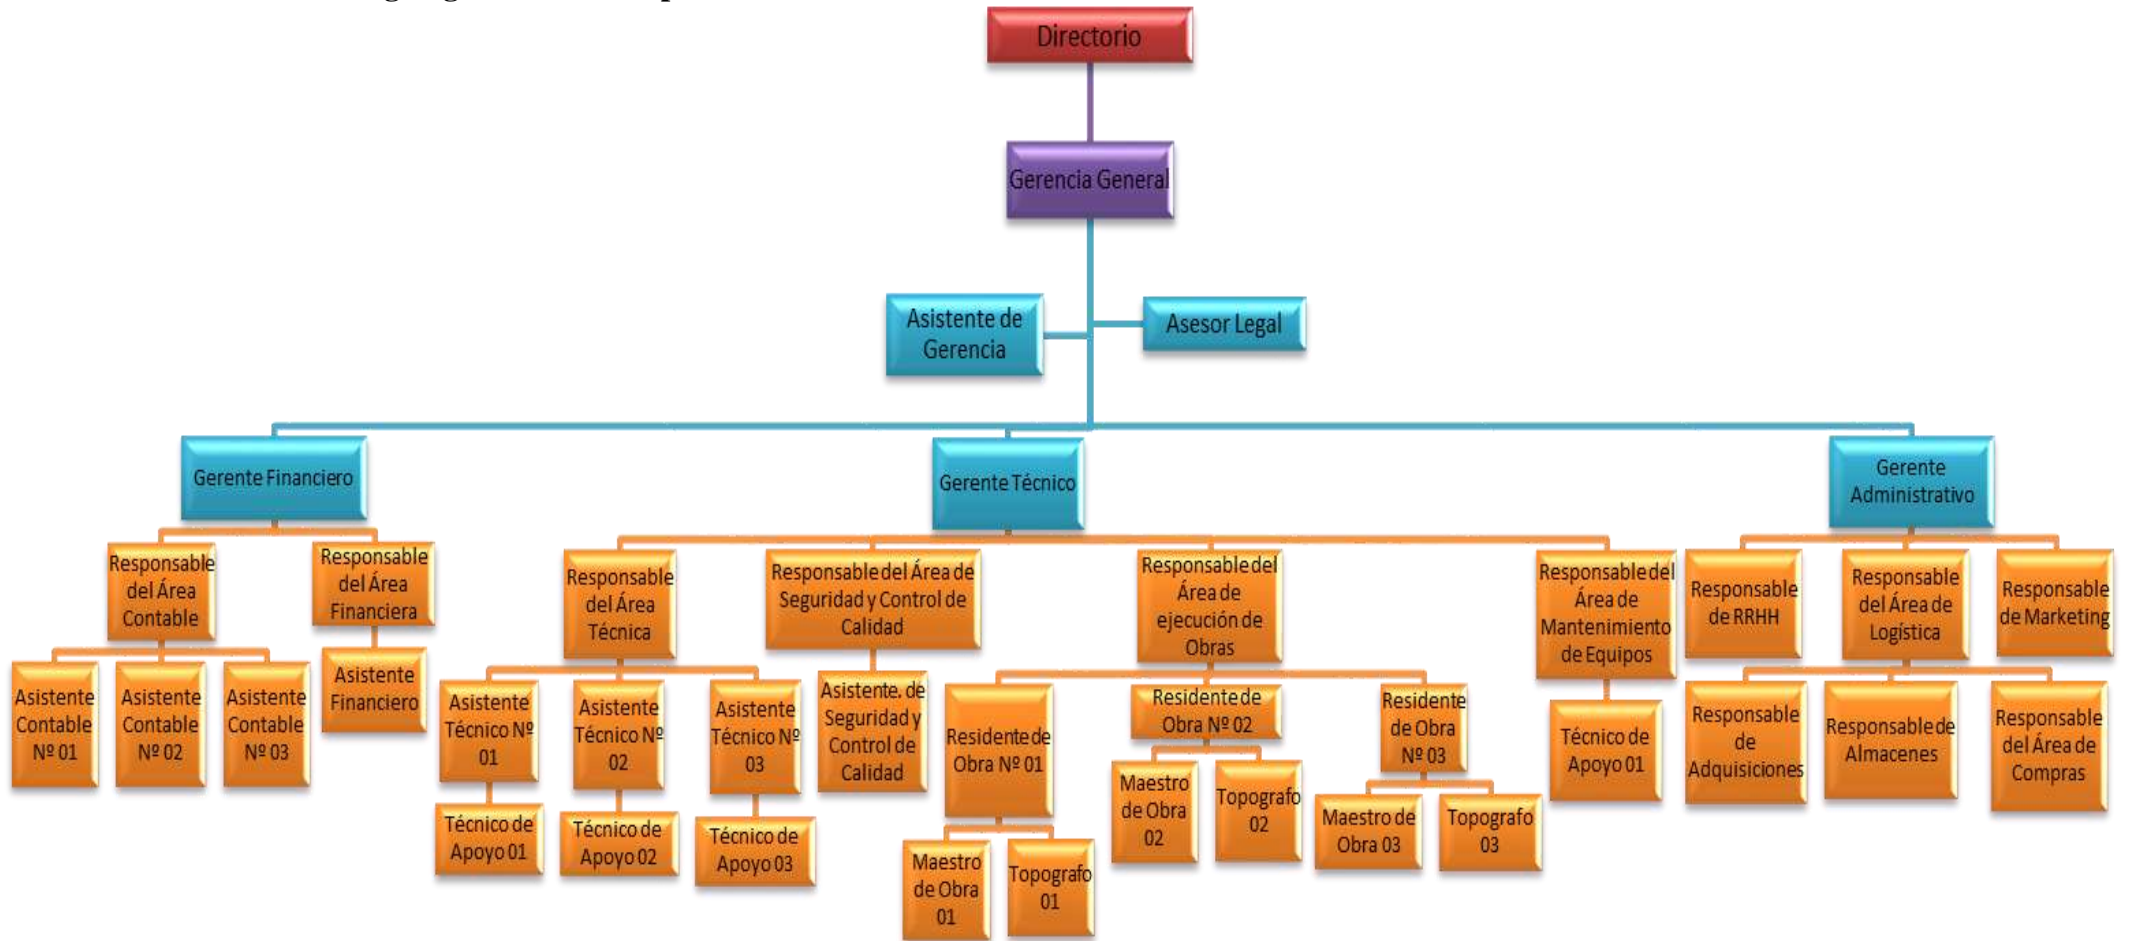 Directorio
Gerencia General
Asistente de
Gerencia
Asesor Legal
Gerente Financiero
Gerente Técnico
Gerente
Administrativo
Responsable
del Área
Contable
Responsable
del Área
Financiera
Responsable
del Área
Técnica
Responsable del Área de
Seguridad y Control de
Calidad
Responsable del
Área de
ejecución de
Obras
Responsable del
Área de
Mantenimiento
de Equipos
Responsable
de RRHH
Responsable
del Área de
Logística
Responsable
de Marketing
Asistente
Contable
Nº 01
Asistente
Contable
Nº 02
Asistente
Contable
Nº 03
Asistente
Financiero
Asistente
Técnico Nº
01
Asistente
Técnico Nº
02
Asistente
Técnico Nº
03
Asistente. de
Seguridad y
Control de
Calidad
Residente de
Obra Nº 01
Residente de
Obra Nº 02
Residente
de Obra
Nº 03
Técnico de
Apoyo 01
Responsable
de
Adquisiciones
Responsable de
Almacenes
Responsable
del Área de
Compras
Técnico de
Apoyo 01
Técnico de
Apoyo 02
Técnico de
Apoyo 03
Maestro
de Obra
01
Topografo
01
Maestro
de Obra
02
Topografo
02
Maestro de
Obra 03
Topografo
03